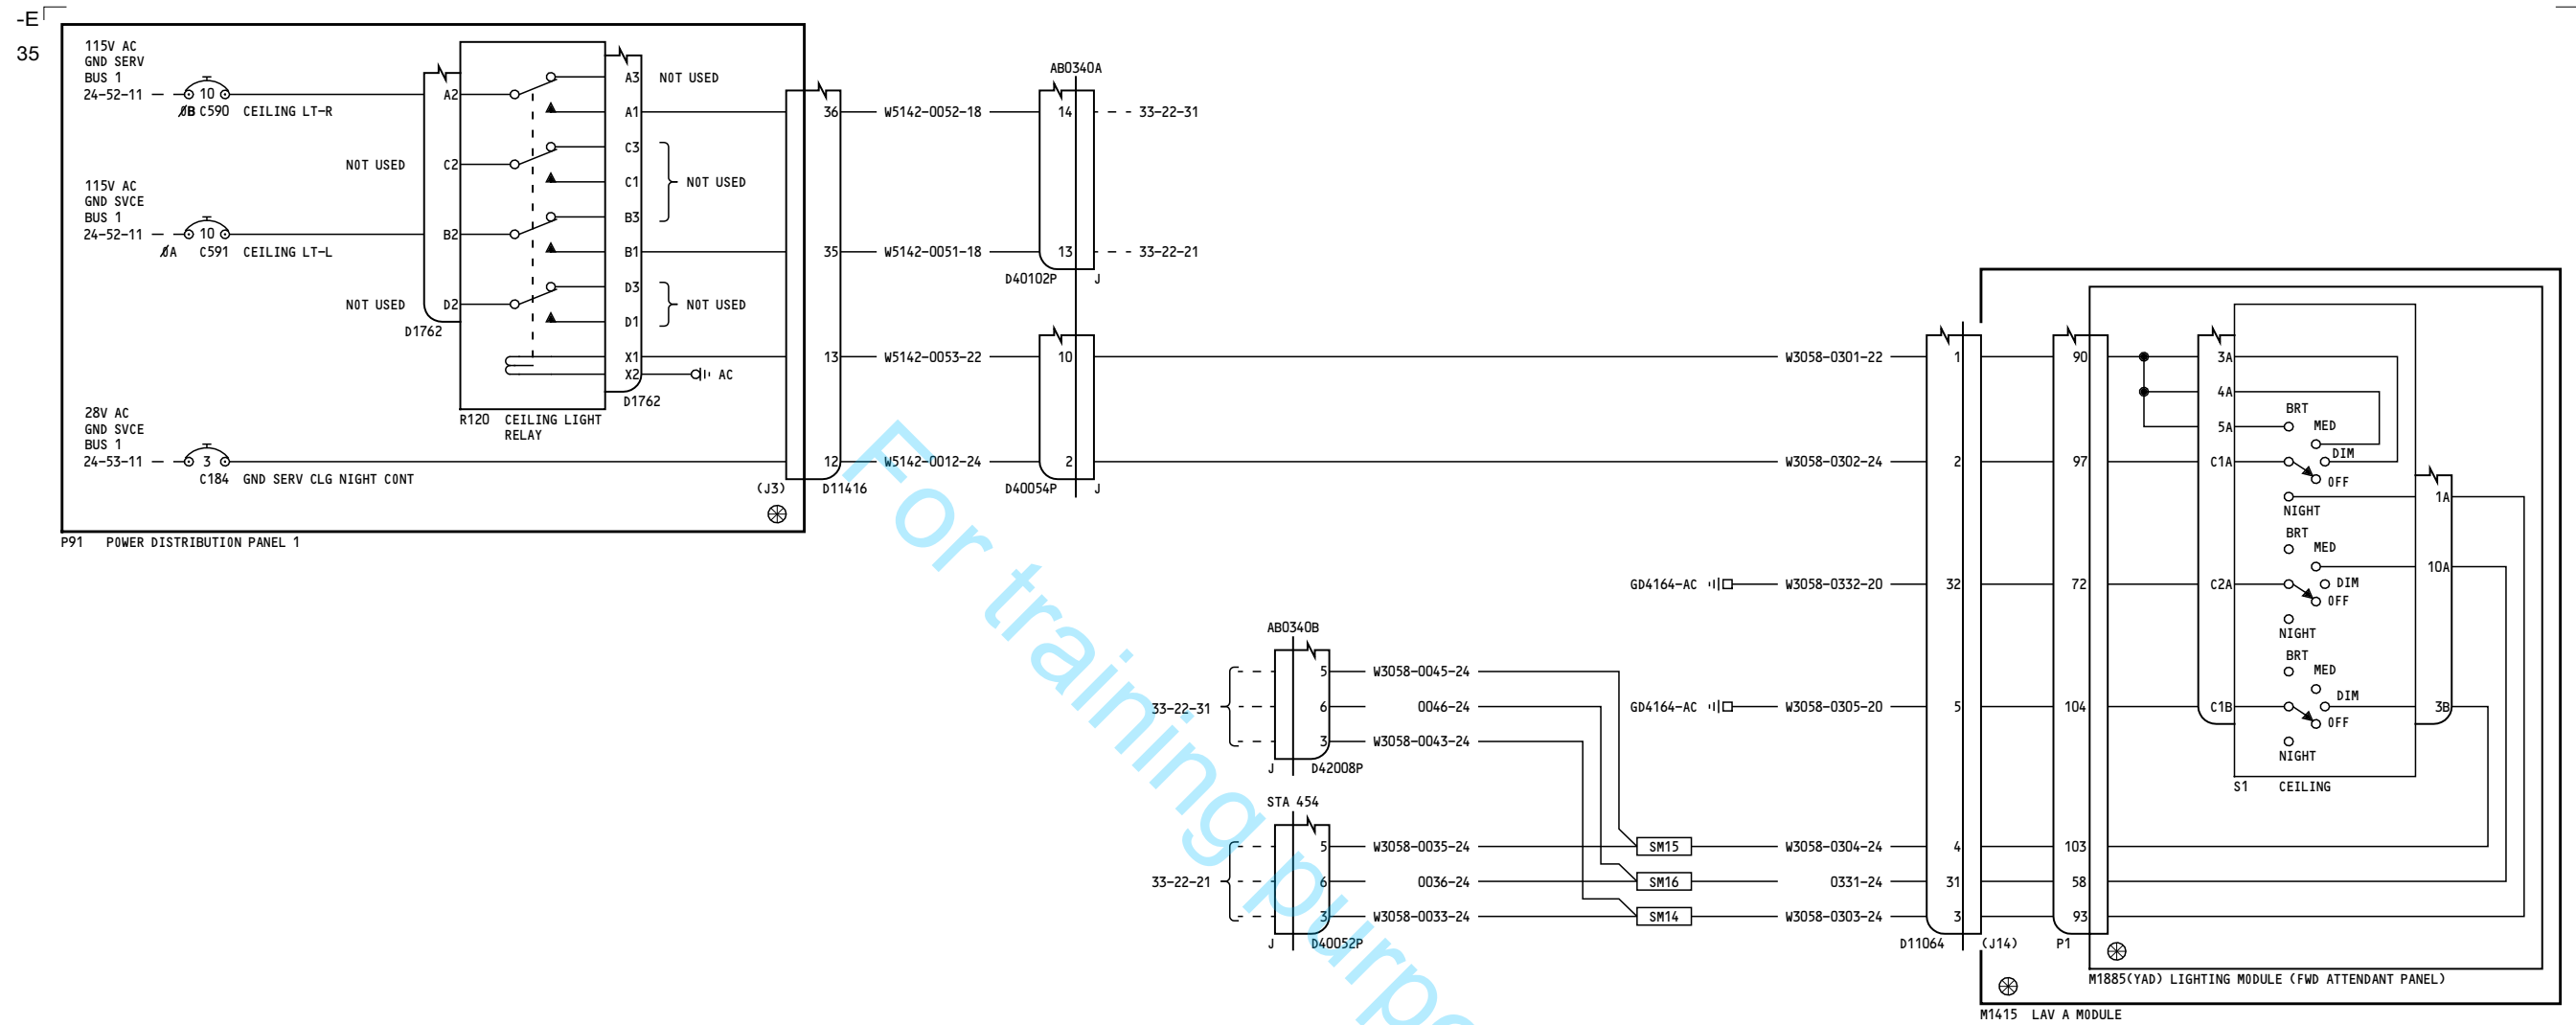 -E
35
115V AC
GND SERV
BUS 1
24-52-11
10
ØB C590 CEILING LT-R
NOT USED
115V AC
GND SVCE
BUS 1
24-52-11
10
ØA C591 CEILING LT-L
NOT USED
28V AC
GND SVCE
BUS 1
24-53-11
3
C184 GND SERV CLG NIGHT CONT
P91 POWER DISTRIBUTION PANEL 1
A2
C2
B2
D2
D1762
A3 NOT USED
A1
C3
C1 NOT USED
B3
B1
D3
NOT USED
D1
X1
X2 AC
D1762
R120 CEILING LIGHT
RELAY
36 W5142-0052-18
35 W5142-0051-18
13 W5142-0053-22
12 W5142-0012-24
(J3) D11416
AB0340A
14 33-22-31
13 33-22-21
D40102P J
10
2
D40054P J
W3058-0301-22 1
W3058-0302-24 2
GD4164-AC W3058-0332-20 32
GD4164-AC W3058-0305-20 5
AB0340B
33-22-31
5 W3058-0045-24
6 0046-24
3 W3058-0043-24
J D42008P
STA 454
33-22-21
5 W3058-0035-24 SM15 W3058-0304-24 4
6 0036-24 SM16 0331-24 31
3 W3058-0033-24 SM14 W3058-0303-24 3
J D40052P
D11064 (J14)
90
97
72
104
103
58
93
P1
3A
4A
5A
C1A
C2A
C1B
BRT
MED
DIM
OFF
NIGHT
BRT
MED
DIM
OFF
NIGHT
BRT
MED
DIM
OFF
NIGHT
1A
10A
3B
S1 CEILING
M1885(YAD) LIGHTING MODULE (FWD ATTENDANT PANEL)
M1415 LAV A MODULE
For training